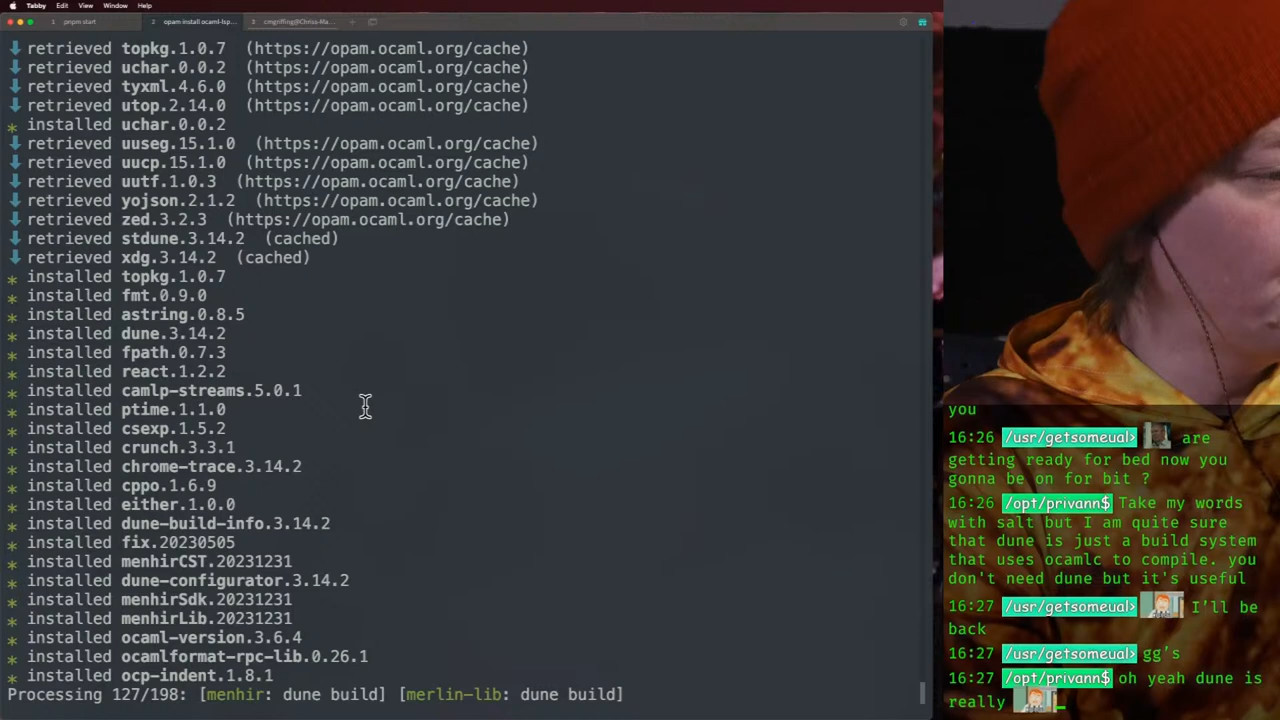 Tabby Edit View Window Help
1 pnpm start 2 opam install ocaml-lsp... 3 cmgriffing@Chriss-Ma...
retrieved topkg.1.0.7 (https://opam.ocaml.org/cache)
retrieved uchar.0.0.2 (https://opam.ocaml.org/cache)
retrieved tyxml.4.6.0 (https://opam.ocaml.org/cache)
retrieved utop.2.14.0 (https://opam.ocaml.org/cache)
* installed uchar.0.0.2
retrieved uuseg.15.1.0 (https://opam.ocaml.org/cache)
retrieved uucp.15.1.0 (https://opam.ocaml.org/cache)
retrieved uutf.1.0.3 (https://opam.ocaml.org/cache)
retrieved yojson.2.1.2 (https://opam.ocaml.org/cache)
retrieved zed.3.2.3 (https://opam.ocaml.org/cache)
retrieved stdune.3.14.2 (cached)
retrieved xdg.3.14.2 (cached)
* installed topkg.1.0.7
* installed fmt.0.9.0
* installed astring.0.8.5
* installed dune.3.14.2
* installed fpath.0.7.3
* installed react.1.2.2
* installed camlp-streams.5.0.1
* installed ptime.1.1.0
* installed csexp.1.5.2
* installed crunch.3.3.1
* installed chrome-trace.3.14.2
* installed cppo.1.6.9
* installed either.1.0.0
* installed dune-build-info.3.14.2
* installed fix.20230505
* installed menhirCST.20231231
* installed dune-configurator.3.14.2
* installed menhirSdk.20231231
* installed menhirLib.20231231
* installed ocaml-version.3.6.4
* installed ocamlformat-rpc-lib.0.26.1
* installed ocp-indent.1.8.1
Processing 127/198: [menhir: dune build] [merlin-lib: dune build]
you
16:26 /usr/getsomeual> are
getting ready for bed now you
gonna be on for bit ?
16:26 /opt/privann$ Take my words
with salt but I am quite sure
that dune is just a build system
that uses ocamlc to compile. you
don't need dune but it's useful
16:27 /usr/getsomeual> I'll be
back
16:27 /usr/getsomeual> gg's
16:27 /opt/privann$ oh yeah dune is
really